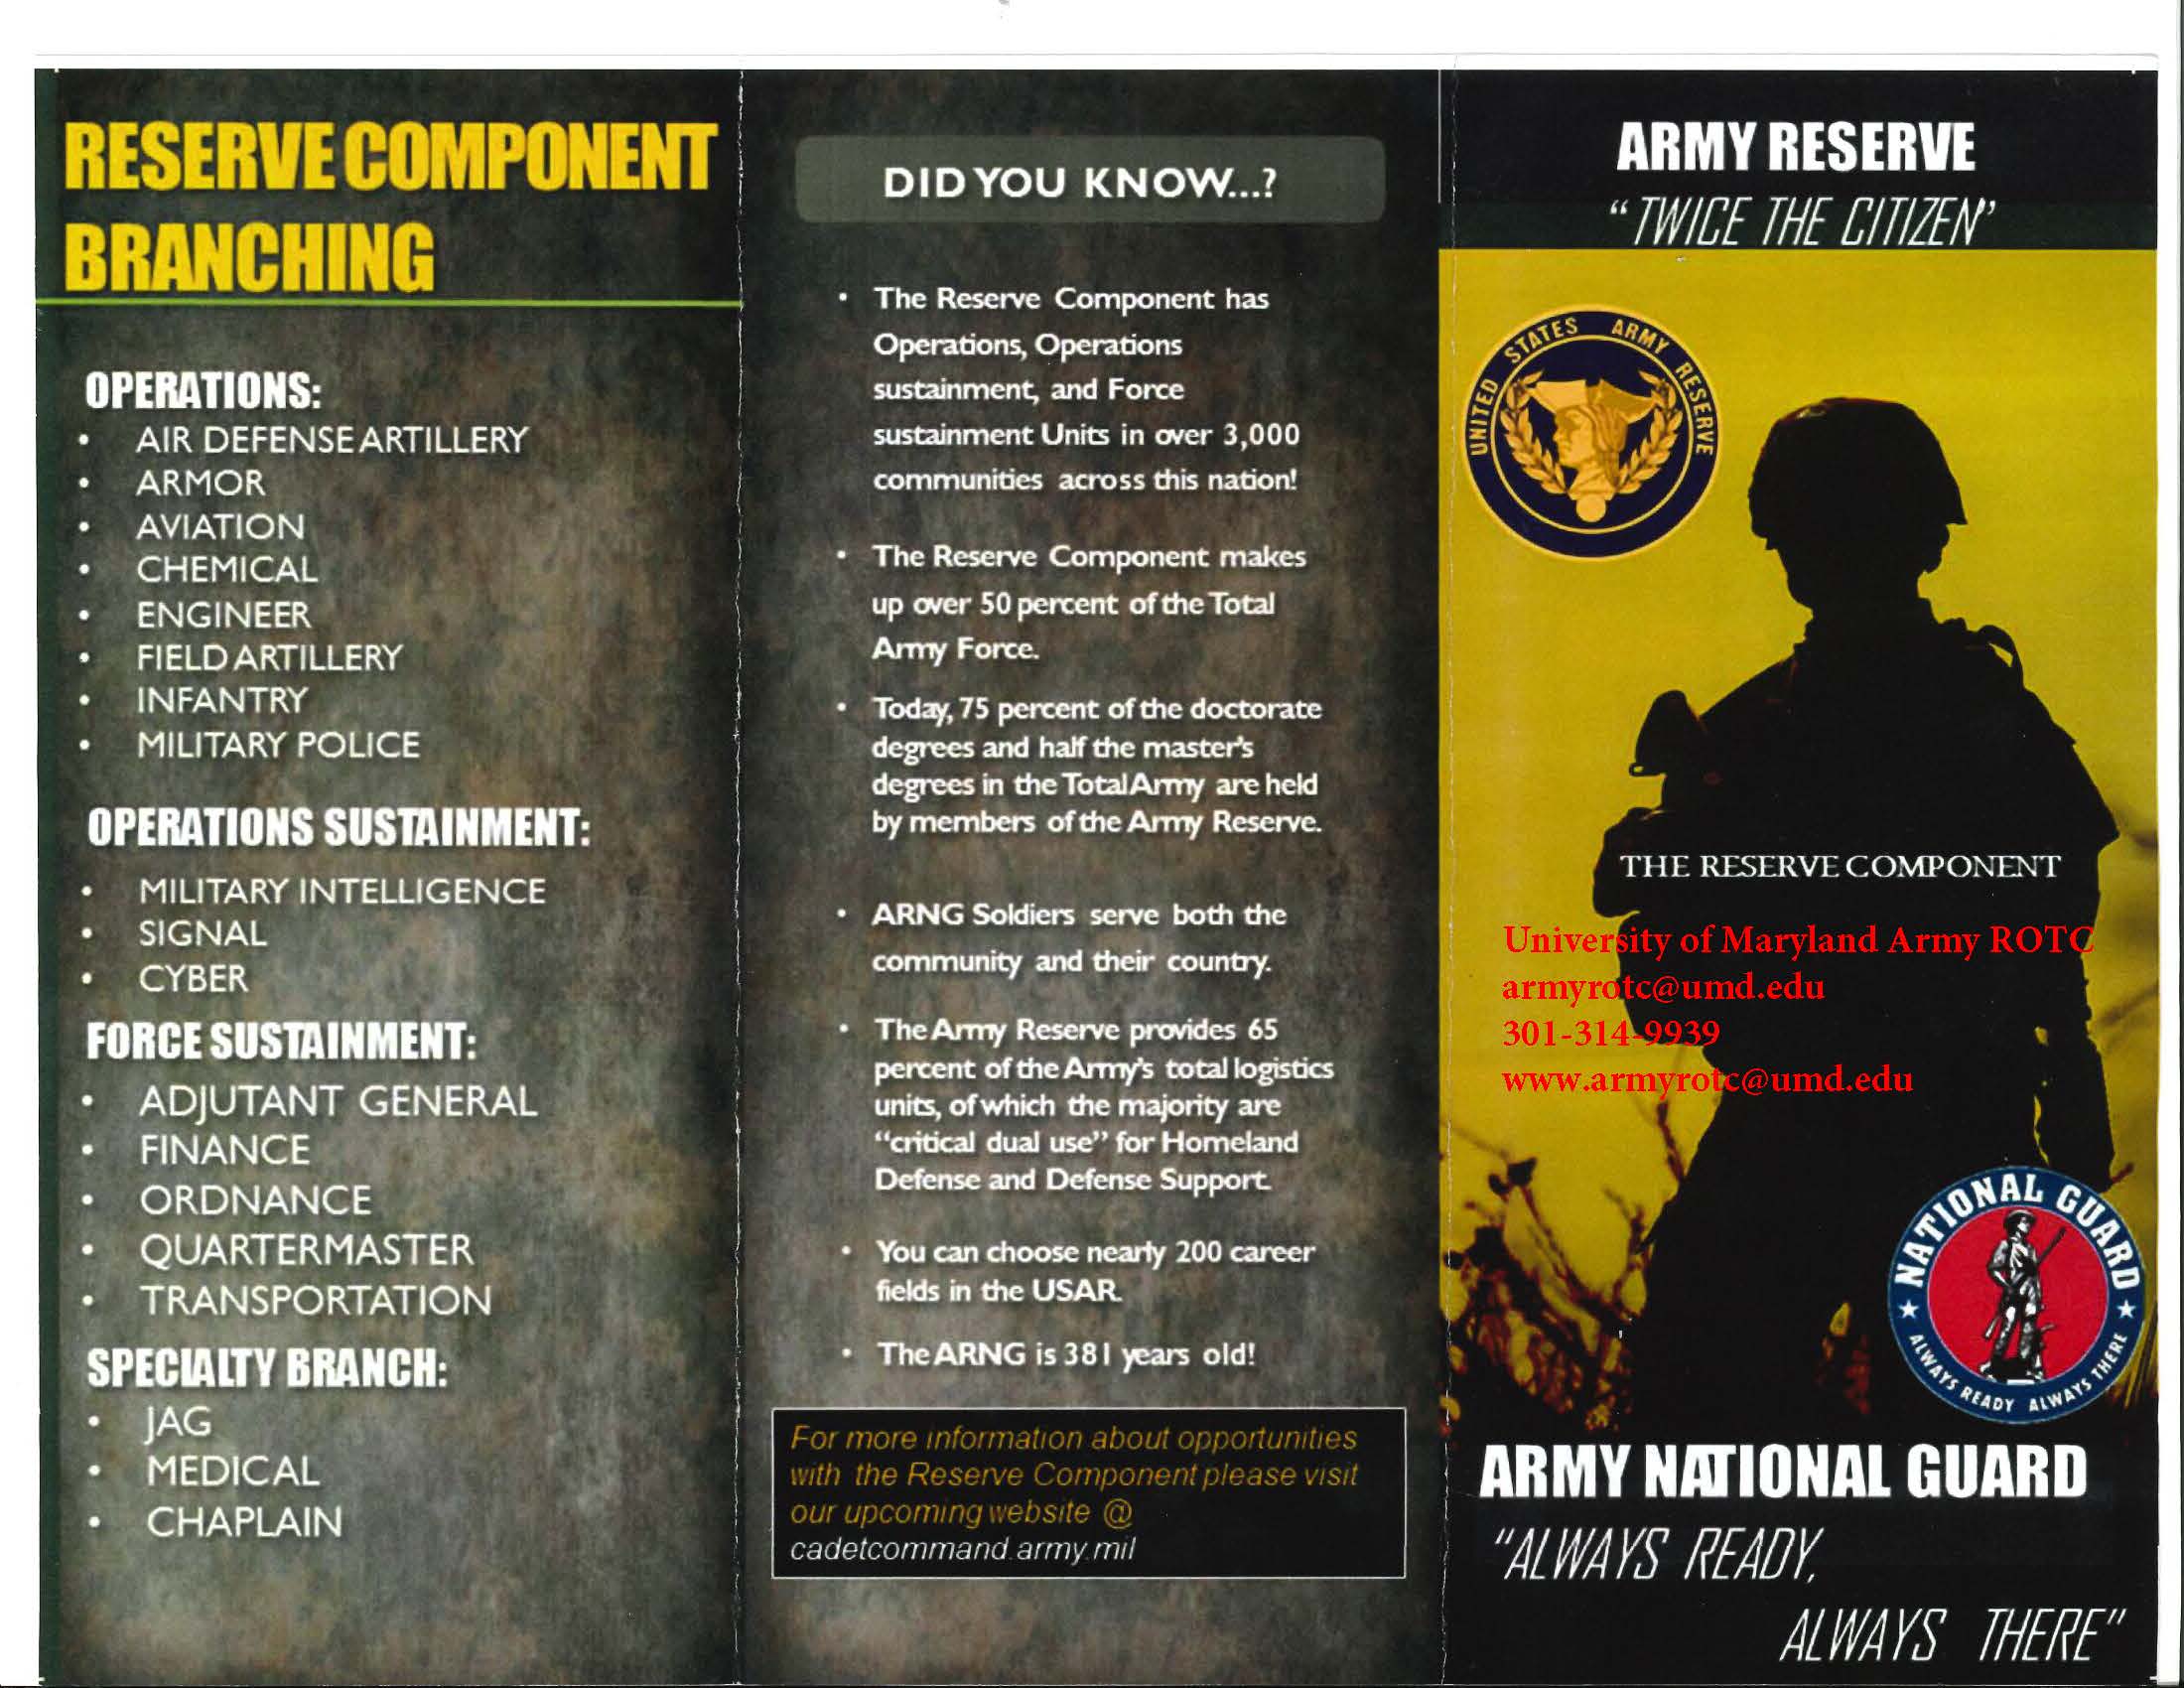 RESERVE COMPONENT
BRANCHING
OPERATIONS:
• AIR DEFENSE ARTILLERY
• ARMOR
• AVIATION
• CHEMICAL
• ENGINEER
• FIELD ARTILLERY
• INFANTRY
• MILITARY POLICE
OPERATIONS SUSTAINMENT:
• MILITARY INTELLIGENCE
• SIGNAL
• CYBER
FORCE SUSTAINMENT:
• ADJUTANT GENERAL
• FINANCE
• ORDNANCE
• QUARTERMASTER
• TRANSPORTATION
SPECIALTY BRANCH:
• JAG
• MEDICAL
• CHAPLAIN
DID YOU KNOW...?
• The Reserve Component has
Operations, Operations
sustainment, and Force
sustainment Units in over 3,000
communities across this nation!
• The Reserve Component makes
up over 50 percent of the Total
Army Force.
• Today, 75 percent of the doctorate
degrees and half the master's
degrees in the Total Army are held
by members of the Army Reserve.
• ARNG Soldiers serve both the
community and their country.
• The Army Reserve provides 65
percent of the Army's total logistics
units, of which the majority are
"critical dual use" for Homeland
Defense and Defense Support.
• You can choose nearly 200 career
fields in the USAR.
• The ARNG is 381 years old!
For more information about opportunities
with the Reserve Component please visit
our upcoming website @
cadetcommand.army.mil
ARMY RESERVE
“TWICE THE CITIZEN”
UNITED STATES ARMY RESERVE
THE RESERVE COMPONENT
University of Maryland Army ROTC
armyrotc@umd.edu
301-314-9939
www.armyrotc@umd.edu
NATIONAL GUARD
ALWAYS READY ALWAYS THERE
ARMY NATIONAL GUARD
"ALWAYS READY,
ALWAYS THERE"